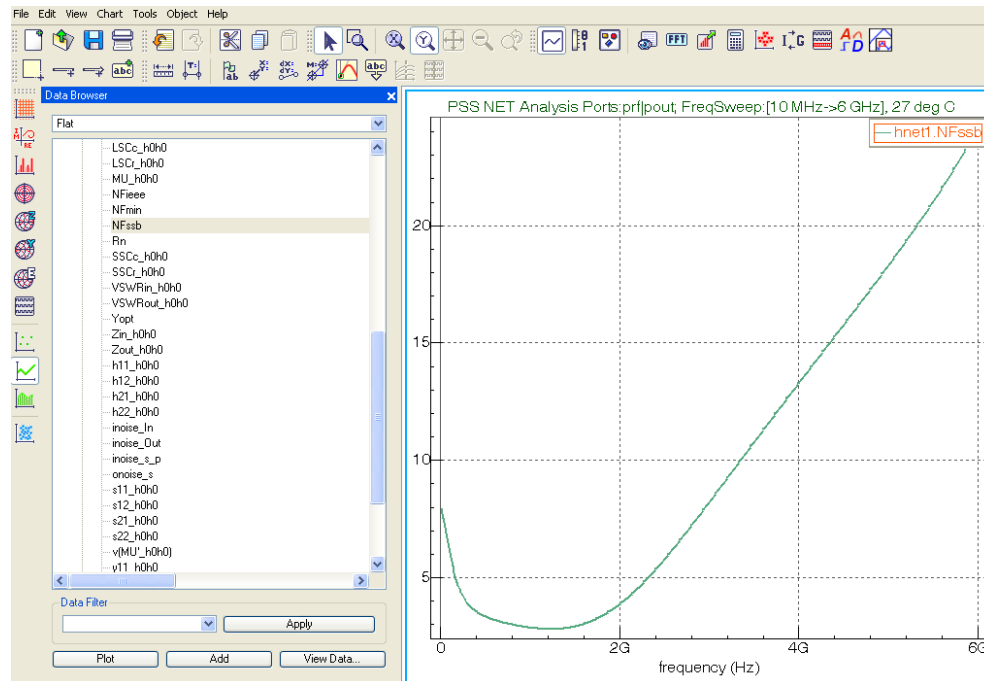 File Edit View Chart Tools Object Help
Data Browser
Flat
LSCc_h0h0
LSCr_h0h0
MU_h0h0
NFieee
NFmin
NFssb
Rn
SSCc_h0h0
SSCr_h0h0
VSWRin_h0h0
VSWRout_h0h0
Yopt
Zin_h0h0
Zout_h0h0
h11_h0h0
h12_h0h0
h21_h0h0
h22_h0h0
inoise_In
inoise_Out
inoise_s_p
onoise_s
s11_h0h0
s12_h0h0
s21_h0h0
s22_h0h0
v(MU'_h0h0)
y11_h0h0
Data Filter
Apply
Plot Add View Data...
PSS NET Analysis Ports:prf|pout; FreqSweep:[10 MHz->6 GHz], 27 deg C
hnet1.NFssb
20
15
10
5
0 2G 4G 6G
frequency (Hz)